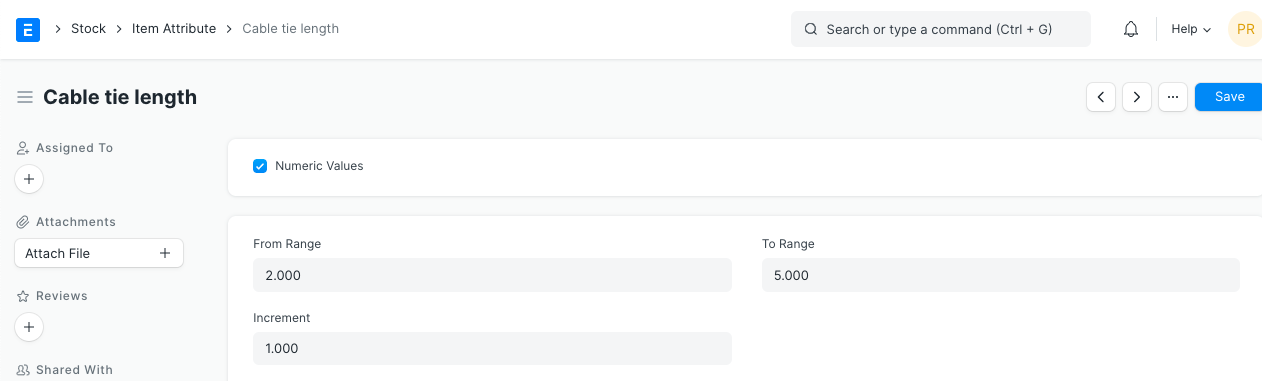 Stock > Item Attribute > Cable tie length
Search or type a command (Ctrl + G)
Help
PR
Cable tie length
Save
Assigned To
Numeric Values
Attachments
Attach File
From Range
To Range
2.000
5.000
Reviews
Increment
1.000
Shared With